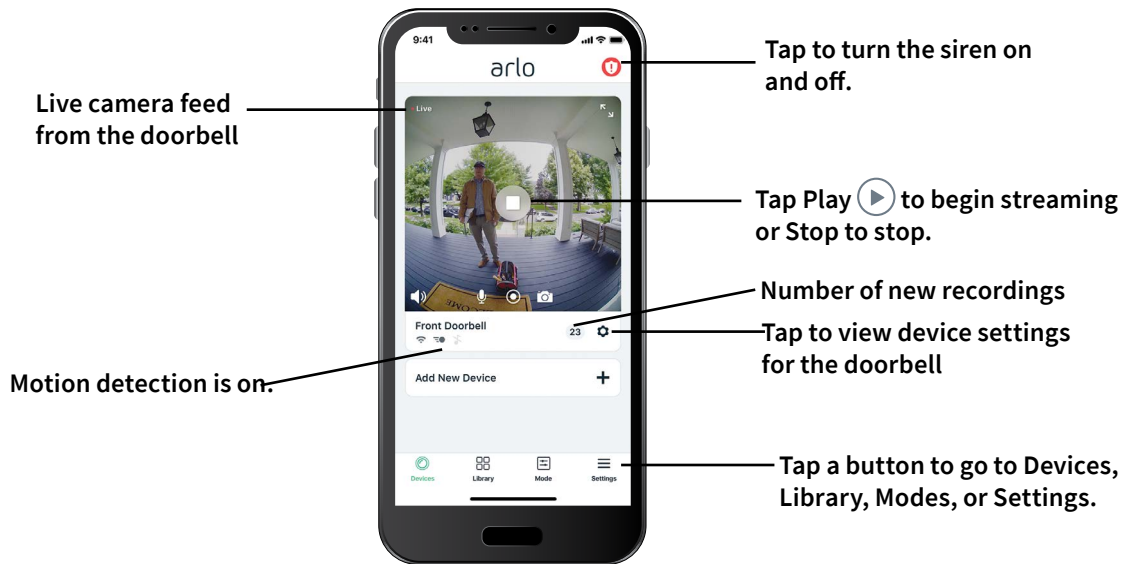 9:41
arlo
Tap to turn the siren on
and off.
Live camera feed
from the doorbell
Live
Tap Play to begin streaming
or Stop to stop.
WELCOME
Number of new recordings
Front Doorbell
23
Tap to view device settings
for the doorbell
Motion detection is on.
Add New Device
+
Devices
Library
Mode
Settings
Tap a button to go to Devices,
Library, Modes, or Settings.